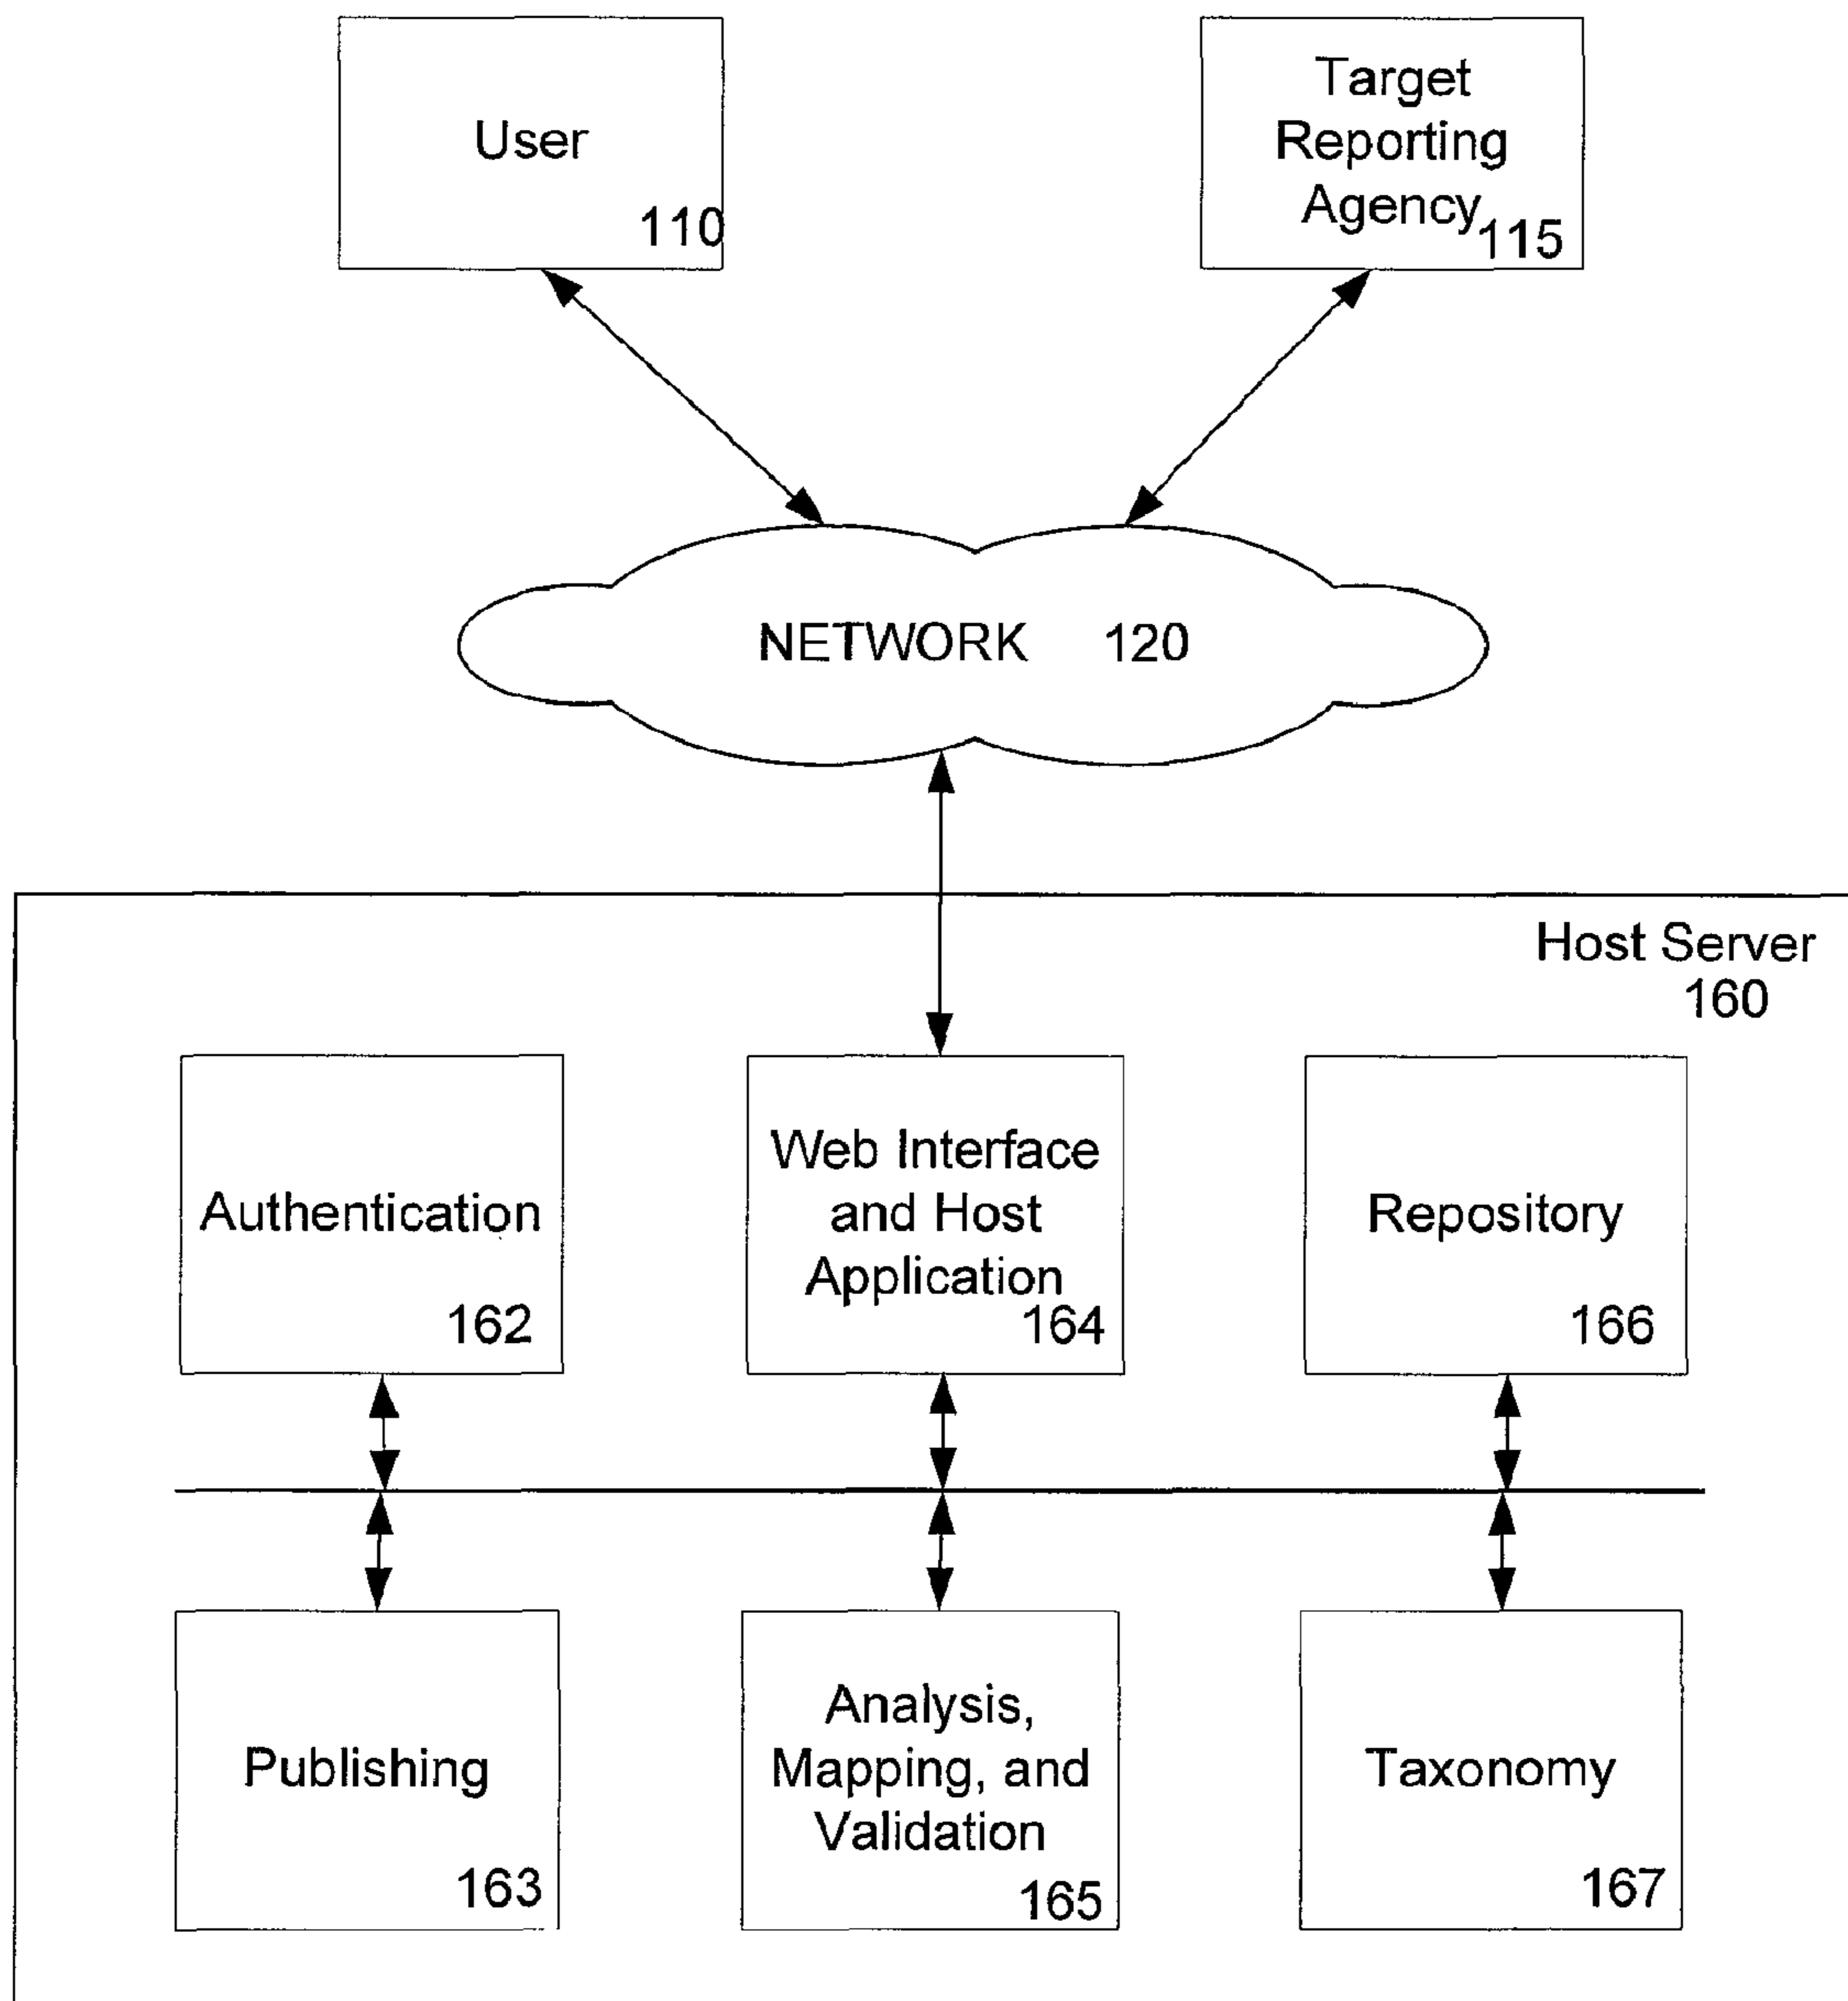 User
110
Target
Reporting
Agency
115
NETWORK 120
Host Server
160
Authentication
162
Web Interface
and Host
Application
164
Repository
166
Publishing
163
Analysis,
Mapping, and
Validation
165
Taxonomy
167